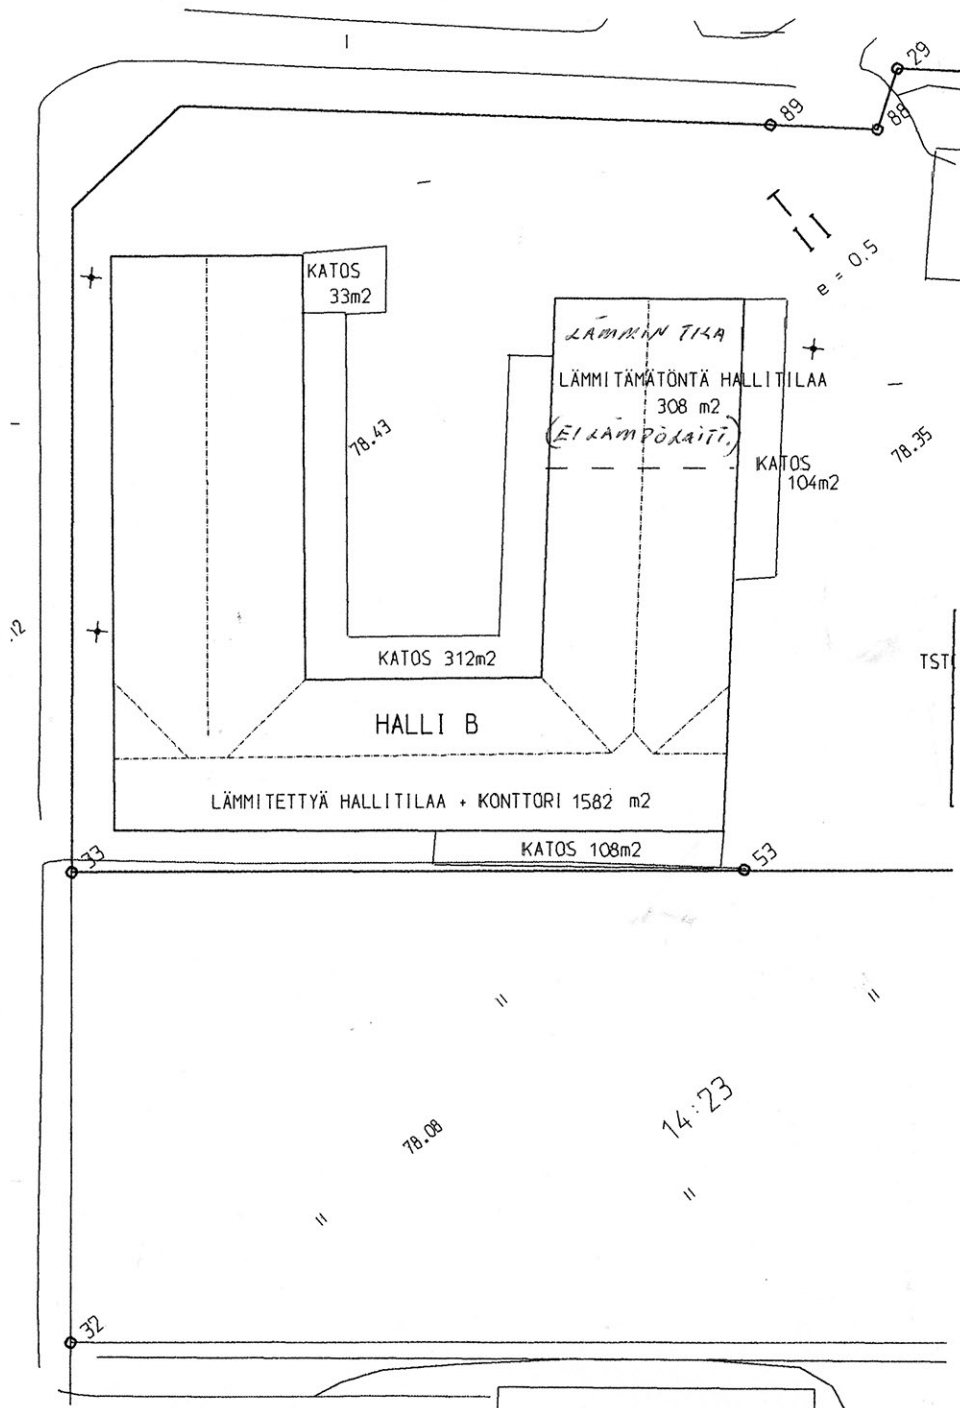 29
89
88
T
II
e = 0.5
KATOS
33m2
LÄMMIN TILA
LÄMMITÄMÄTÖNTÄ HALLITILAA
308 m2
(EI LÄMPÖLAITT.)
78.43
78.35
KATOS
104m2
12
KATOS 312m2
TST
HALLI B
LÄMMITETTYÄ HALLITILAA + KONTTORI 1582 m2
KATOS 108m2
33
53
14:23
78.08
32